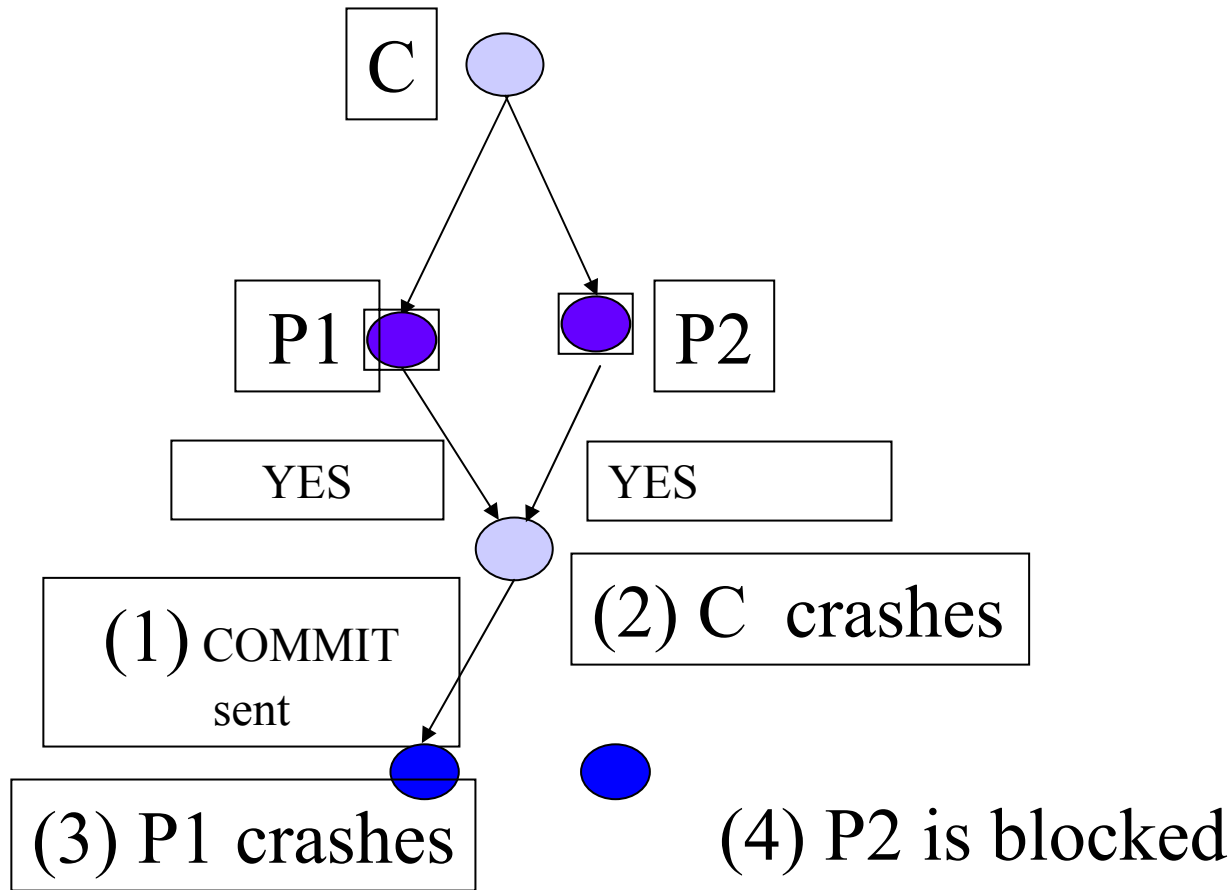 C
P1
P2
YES
YES
(1) COMMIT
sent
(2) C crashes
(3) P1 crashes
(4) P2 is blocked